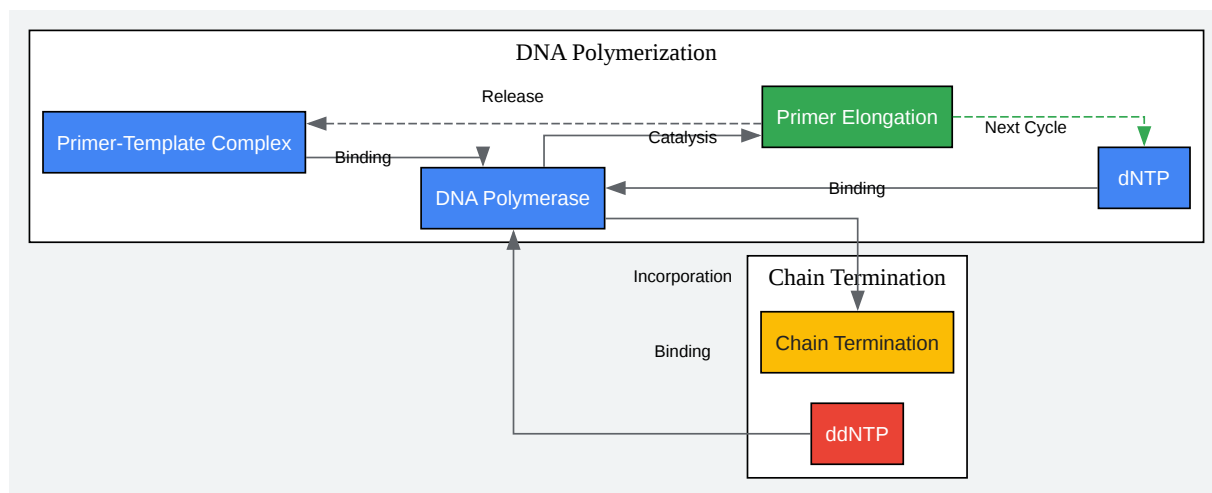 DNA Polymerization
Release
Primer Elongation
Primer-Template Complex
Catalysis
Next Cycle
Binding
DNA Polymerase
Binding
dNTP
Incorporation
Chain Termination
Binding
Chain Termination
ddNTP